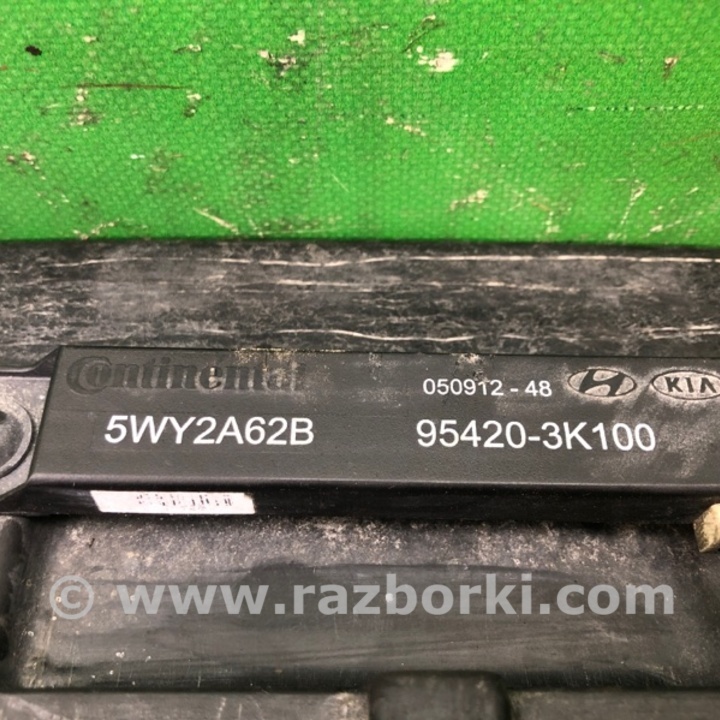 Continental
050912 - 48 KIA
5WY2A62B 95420-3K100
© www.razborki.com